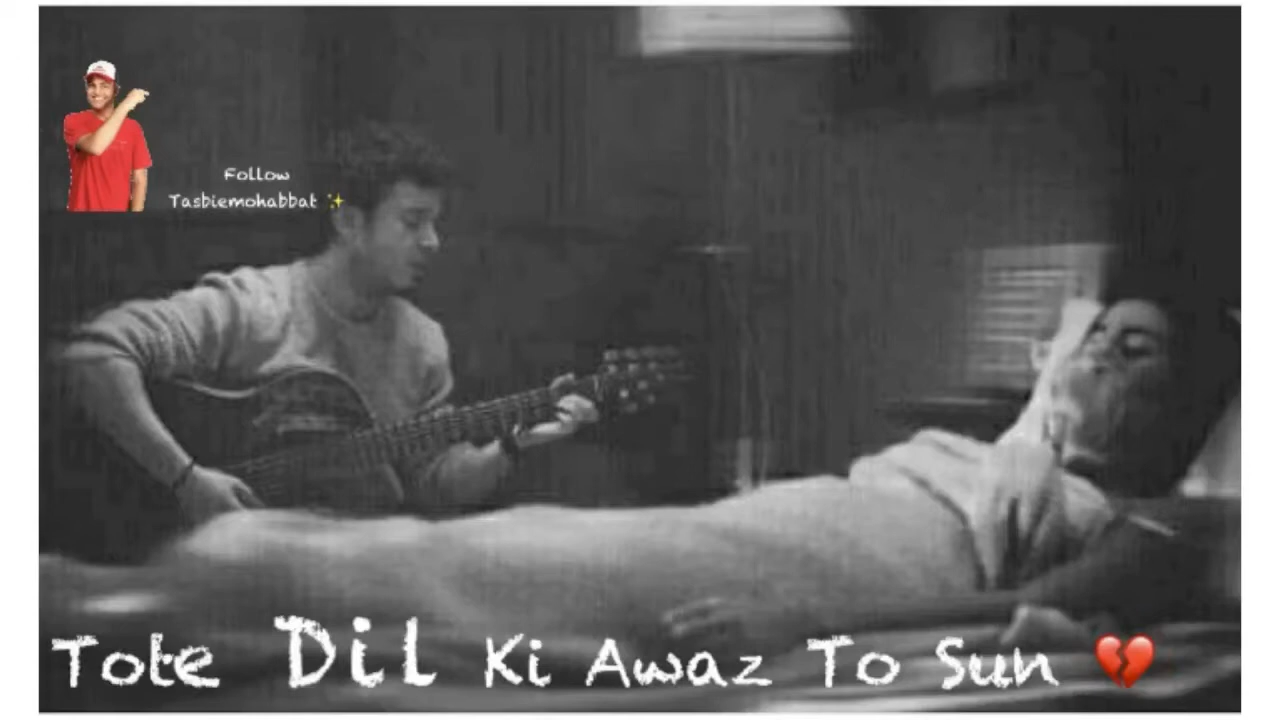 Follow
Tasbiemohabbat ✨
Tote Dil Ki Awaz To Sun 💔